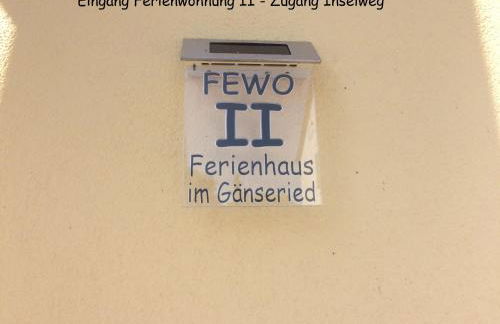 Eingang Ferienwohnung II - Zugang Inselweg
FEWO
II
Ferienhaus
im Gänseried